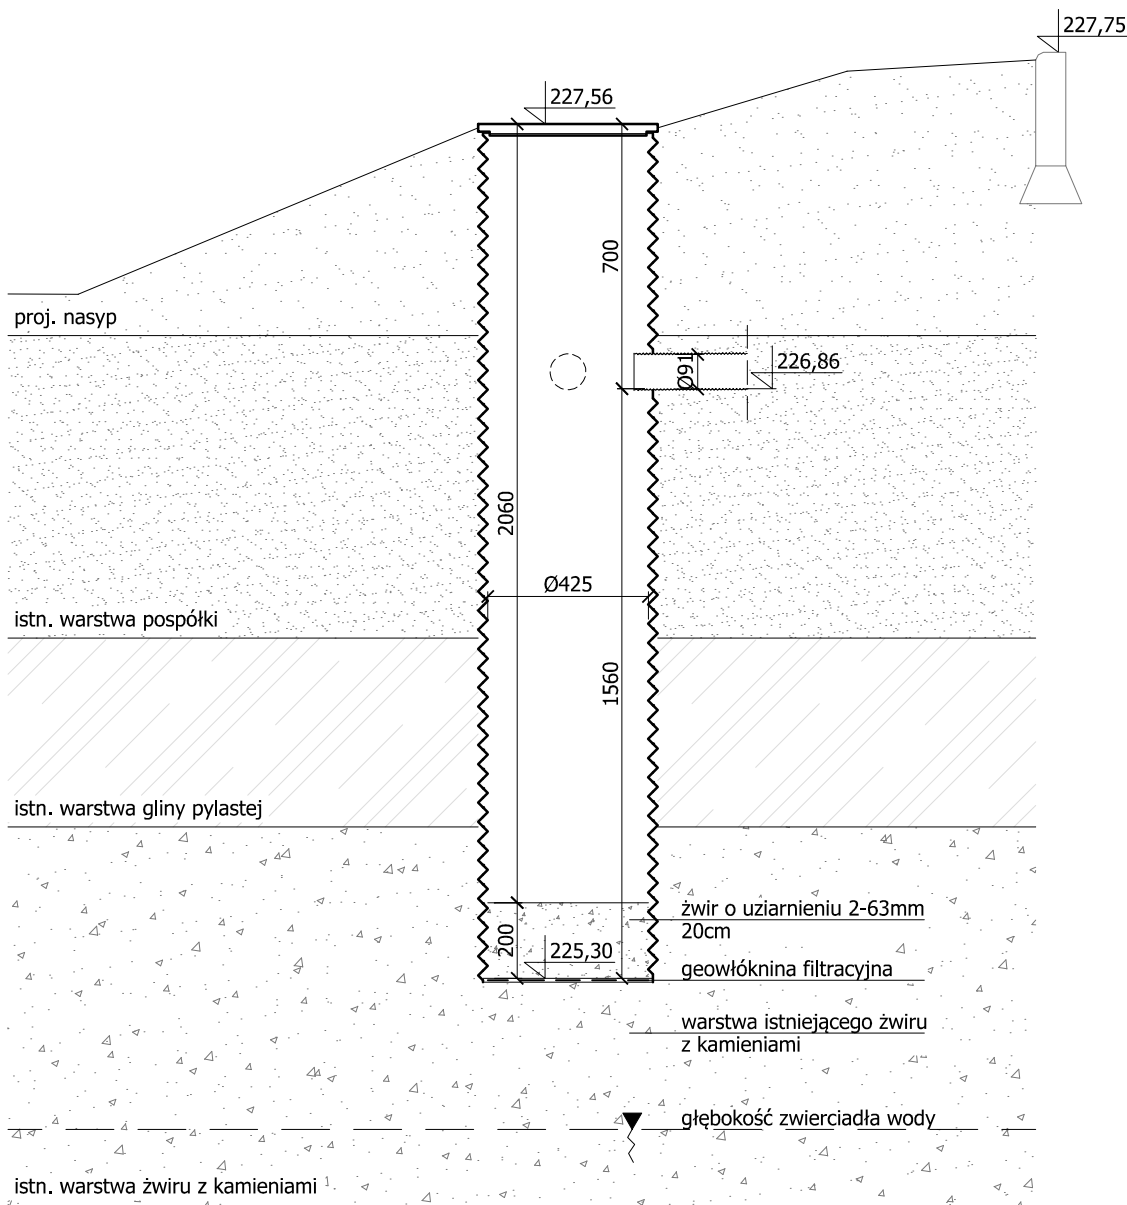 227,75
227,56
700
proj. nasyp
Ø91
226,86
2060
Ø425
istn. warstwa pospółki
1560
istn. warstwa gliny pylastej
żwir o uziarnieniu 2-63mm
20cm
200
225,30
geowłóknina filtracyjna
warstwa istniejącego żwiru
z kamieniami
głębokość zwierciadła wody
istn. warstwa żwiru z kamieniami